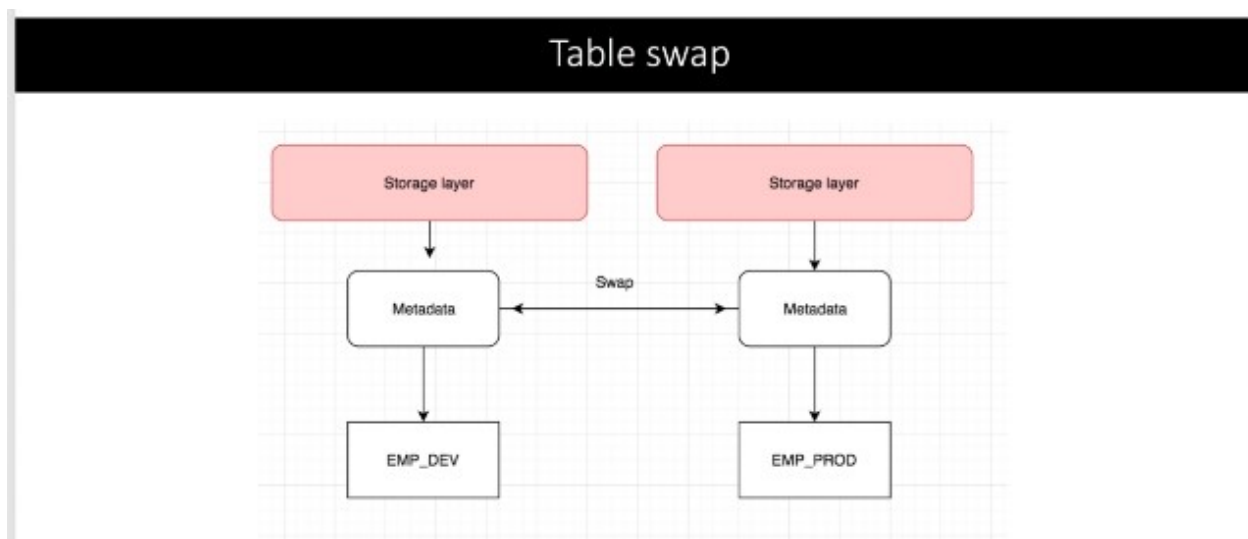 Table swap
Storage layer
Storage layer
Swap
Metadata
Metadata
EMP_DEV
EMP_PROD